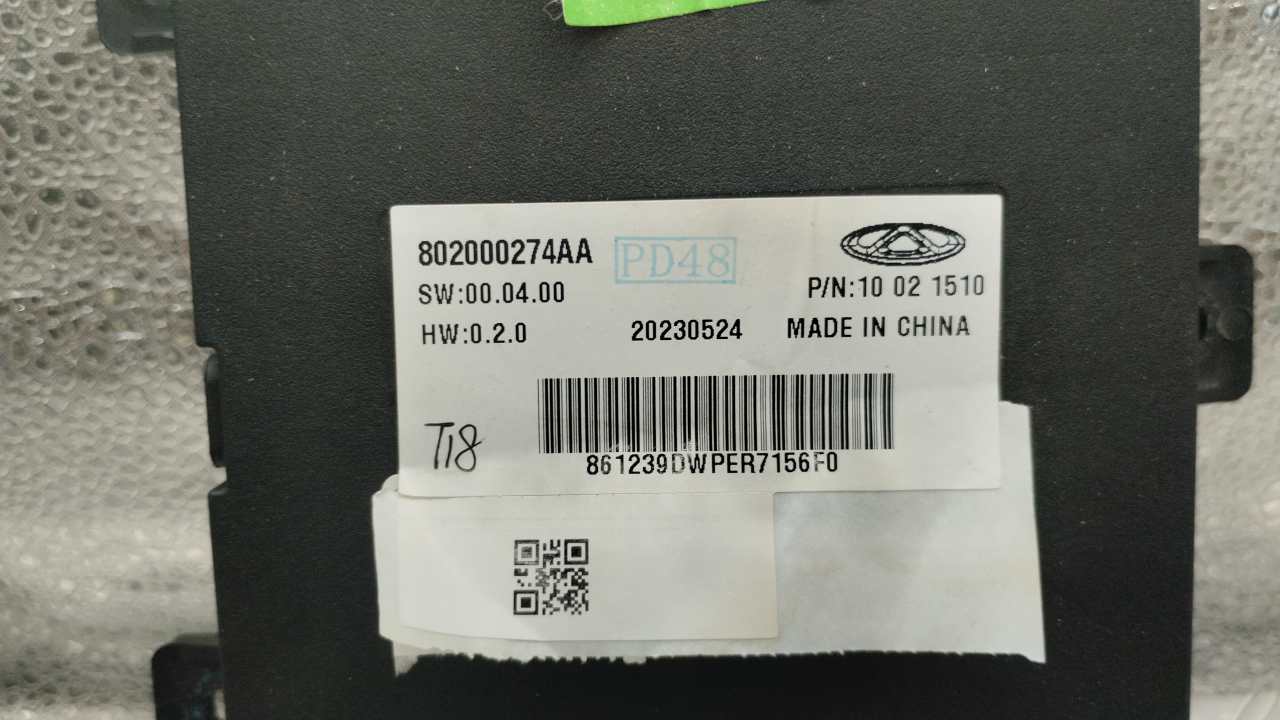 802000274AA PD48
SW:00.04.00 P/N:10 02 1510
HW:0.2.0 20230524 MADE IN CHINA
T18
861239DWPER7156F0